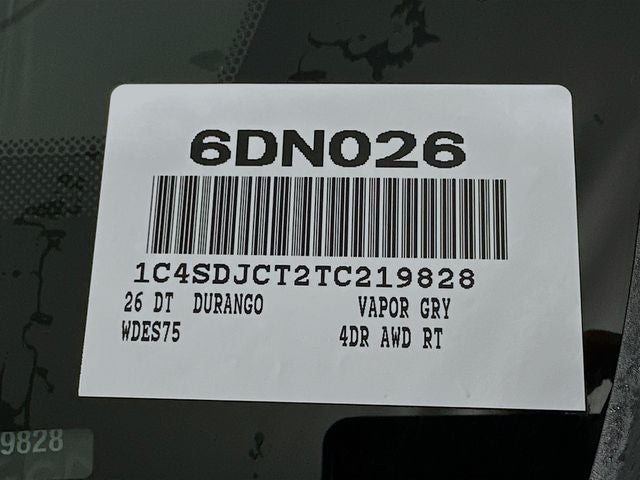 6DN026
1C4SDJCT2TC219828
26 DT DURANGO VAPOR GRY
WDES75 4DR AWD RT
9828